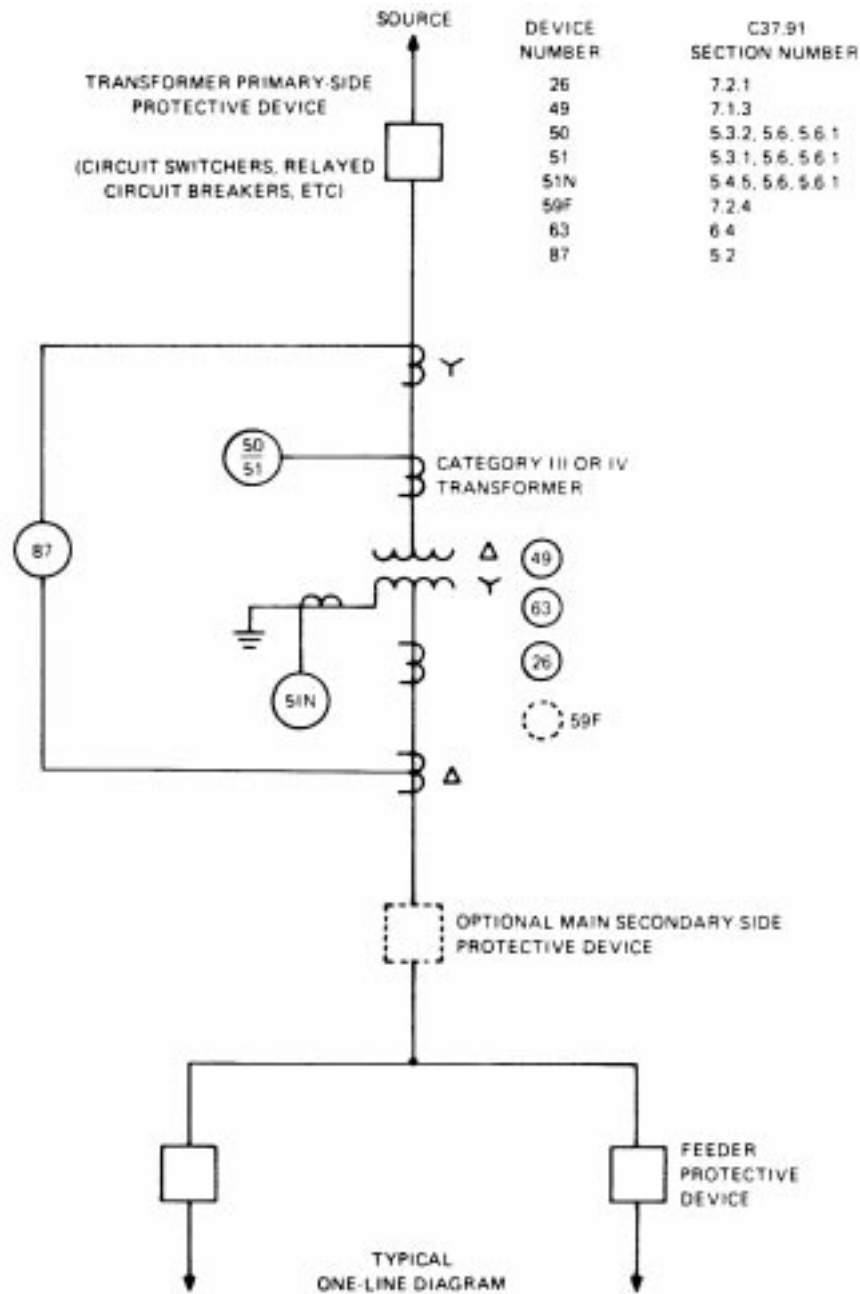 SOURCE
DEVICE NUMBER C37.91 SECTION NUMBER
26 7.2.1
49 7.1.3
50 5.3.2, 5.6, 5.6.1
51 5.3.1, 5.6, 5.6.1
51N 5.4.5, 5.6, 5.6.1
59F 7.2.4
63 6.4
87 5.2
TRANSFORMER PRIMARY-SIDE
PROTECTIVE DEVICE
(CIRCUIT SWITCHERS, RELAYED
CIRCUIT BREAKERS, ETC)
50
51
CATEGORY III OR IV
TRANSFORMER
87
49
63
26
51N
59F
OPTIONAL MAIN SECONDARY SIDE
PROTECTIVE DEVICE
FEEDER
PROTECTIVE
DEVICE
TYPICAL
ONE-LINE DIAGRAM